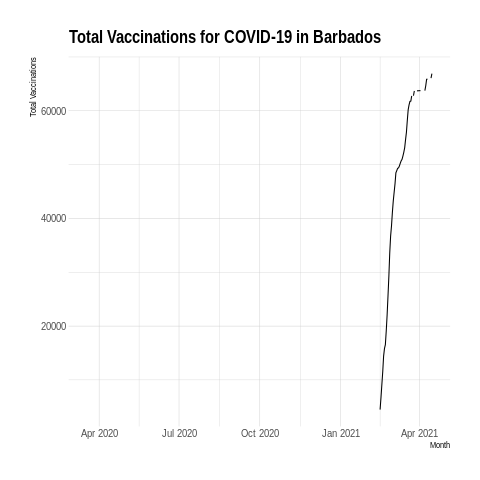 Total Vaccinations for COVID-19 in Barbados
Total Vaccinations
60000
40000
20000
Apr 2020 Jul 2020 Oct 2020 Jan 2021 Apr 2021
Month